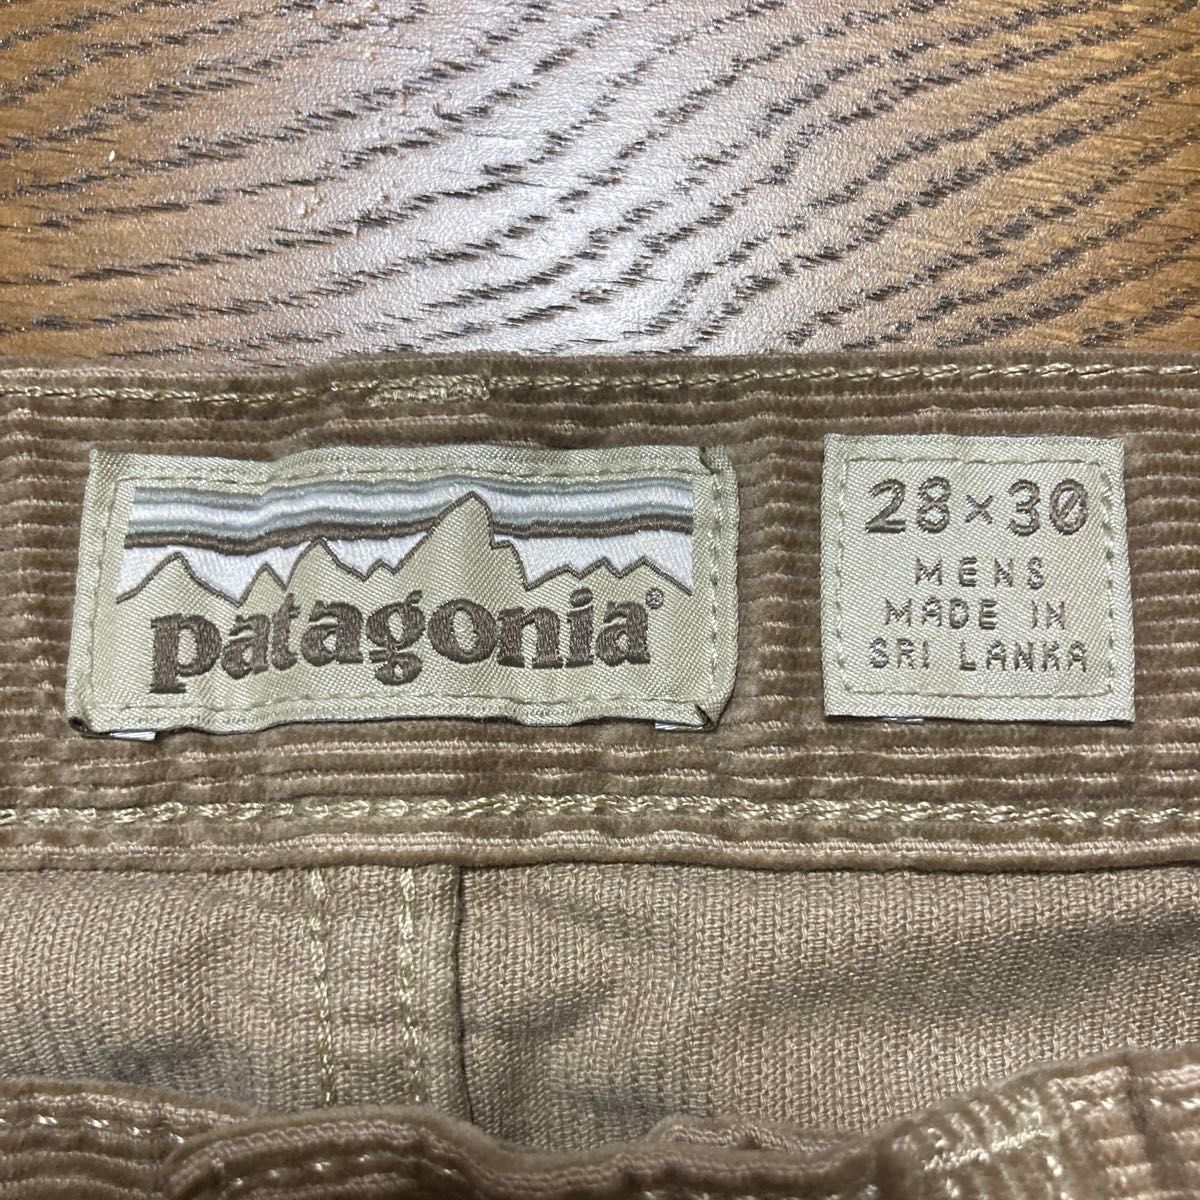 patagonia®
28×30
MENS
MADE IN
SRI LANKA